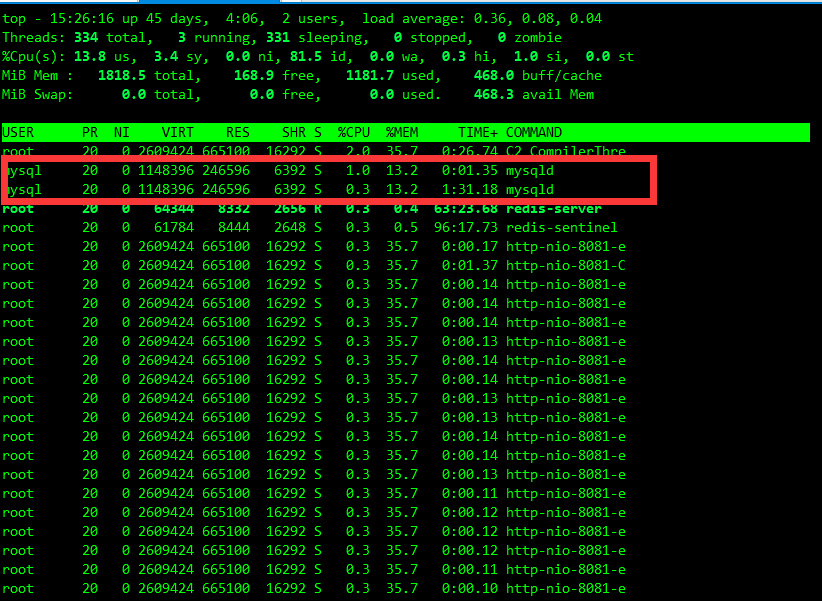 top - 15:26:16 up 45 days,  4:06,  2 users,  load average: 0.36, 0.08, 0.04
Threads: 334 total,   3 running, 331 sleeping,   0 stopped,   0 zombie
%Cpu(s): 13.8 us,  3.4 sy,  0.0 ni, 81.5 id,  0.0 wa,  0.3 hi,  1.0 si,  0.0 st
MiB Mem :   1818.5 total,    168.9 free,   1181.7 used,    468.0 buff/cache
MiB Swap:      0.0 total,      0.0 free,      0.0 used.    468.3 avail Mem
USER      PR  NI    VIRT    RES    SHR S  %CPU  %MEM     TIME+ COMMAND
root      20   0 2609424 665100  16292 S   2.0  35.7   0:26.74 C2 CompilerThre
mysql     20   0 1148396 246596   6392 S   1.0  13.2   0:01.35 mysqld
mysql     20   0 1148396 246596   6392 S   0.3  13.2   1:31.18 mysqld
root      20   0   64344   8332   2656 R   0.3   0.4  63:23.68 redis-server
root      20   0   61784   8444   2648 S   0.3   0.5  96:17.73 redis-sentinel
root      20   0 2609424 665100  16292 S   0.3  35.7   0:00.17 http-nio-8081-e
root      20   0 2609424 665100  16292 S   0.3  35.7   0:01.37 http-nio-8081-C
root      20   0 2609424 665100  16292 S   0.3  35.7   0:00.14 http-nio-8081-e
root      20   0 2609424 665100  16292 S   0.3  35.7   0:00.14 http-nio-8081-e
root      20   0 2609424 665100  16292 S   0.3  35.7   0:00.14 http-nio-8081-e
root      20   0 2609424 665100  16292 S   0.3  35.7   0:00.13 http-nio-8081-e
root      20   0 2609424 665100  16292 S   0.3  35.7   0:00.14 http-nio-8081-e
root      20   0 2609424 665100  16292 S   0.3  35.7   0:00.14 http-nio-8081-e
root      20   0 2609424 665100  16292 S   0.3  35.7   0:00.13 http-nio-8081-e
root      20   0 2609424 665100  16292 S   0.3  35.7   0:00.13 http-nio-8081-e
root      20   0 2609424 665100  16292 S   0.3  35.7   0:00.14 http-nio-8081-e
root      20   0 2609424 665100  16292 S   0.3  35.7   0:00.14 http-nio-8081-e
root      20   0 2609424 665100  16292 S   0.3  35.7   0:00.13 http-nio-8081-e
root      20   0 2609424 665100  16292 S   0.3  35.7   0:00.11 http-nio-8081-e
root      20   0 2609424 665100  16292 S   0.3  35.7   0:00.12 http-nio-8081-e
root      20   0 2609424 665100  16292 S   0.3  35.7   0:00.12 http-nio-8081-e
root      20   0 2609424 665100  16292 S   0.3  35.7   0:00.12 http-nio-8081-e
root      20   0 2609424 665100  16292 S   0.3  35.7   0:00.11 http-nio-8081-e
root      20   0 2609424 665100  16292 S   0.3  35.7   0:00.10 http-nio-8081-e